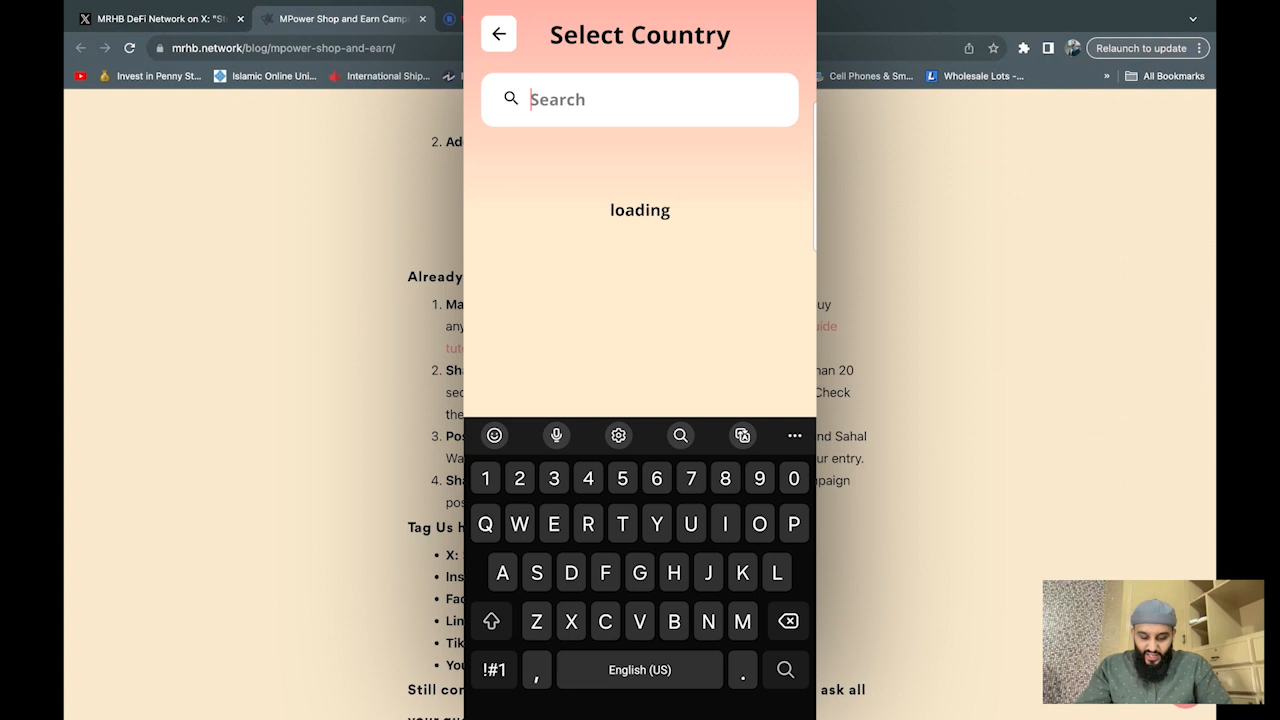 MRHB DeFi Network on X: "St
MPower Shop and Earn Camp
mrhb.network/blog/mpower-shop-and-earn/
Relaunch to update
Invest in Penny St...
Islamic Online Uni...
International Ship...
Cell Phones & Sm...
Wholesale Lots -...
»
All Bookmarks
Select Country
Search
loading
2. Ad
Already
1. Ma
uy
any
uide
tut
2. Sh
han 20
sec
Check
the
3. Po
nd Sahal
Wa
ur entry.
4. Sh
paign
pos
Tag Us h
• X:
• Ins
• Fac
• Lin
• Tik
• You
Still con
ask all
1 2 3 4 5 6 7 8 9 0
Q W E R T Y U I O P
A S D F G H J K L
Z X C V B N M
!#1 , English (US) .